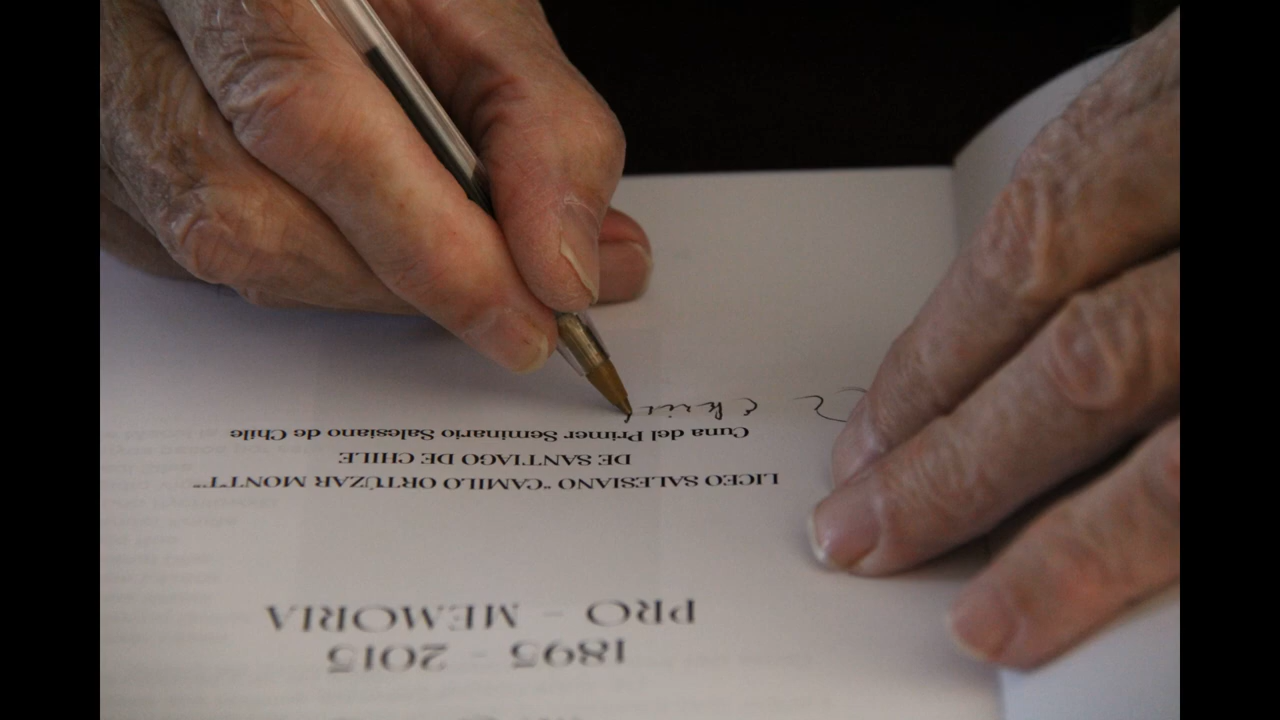 1895 - 2015
PRO - MEMORIA
LICEO SALESIANO "CAMILO ORTÚZAR MONTT"
DE SANTIAGO DE CHILE
Cuna del Primer Seminario Salesiano de Chile